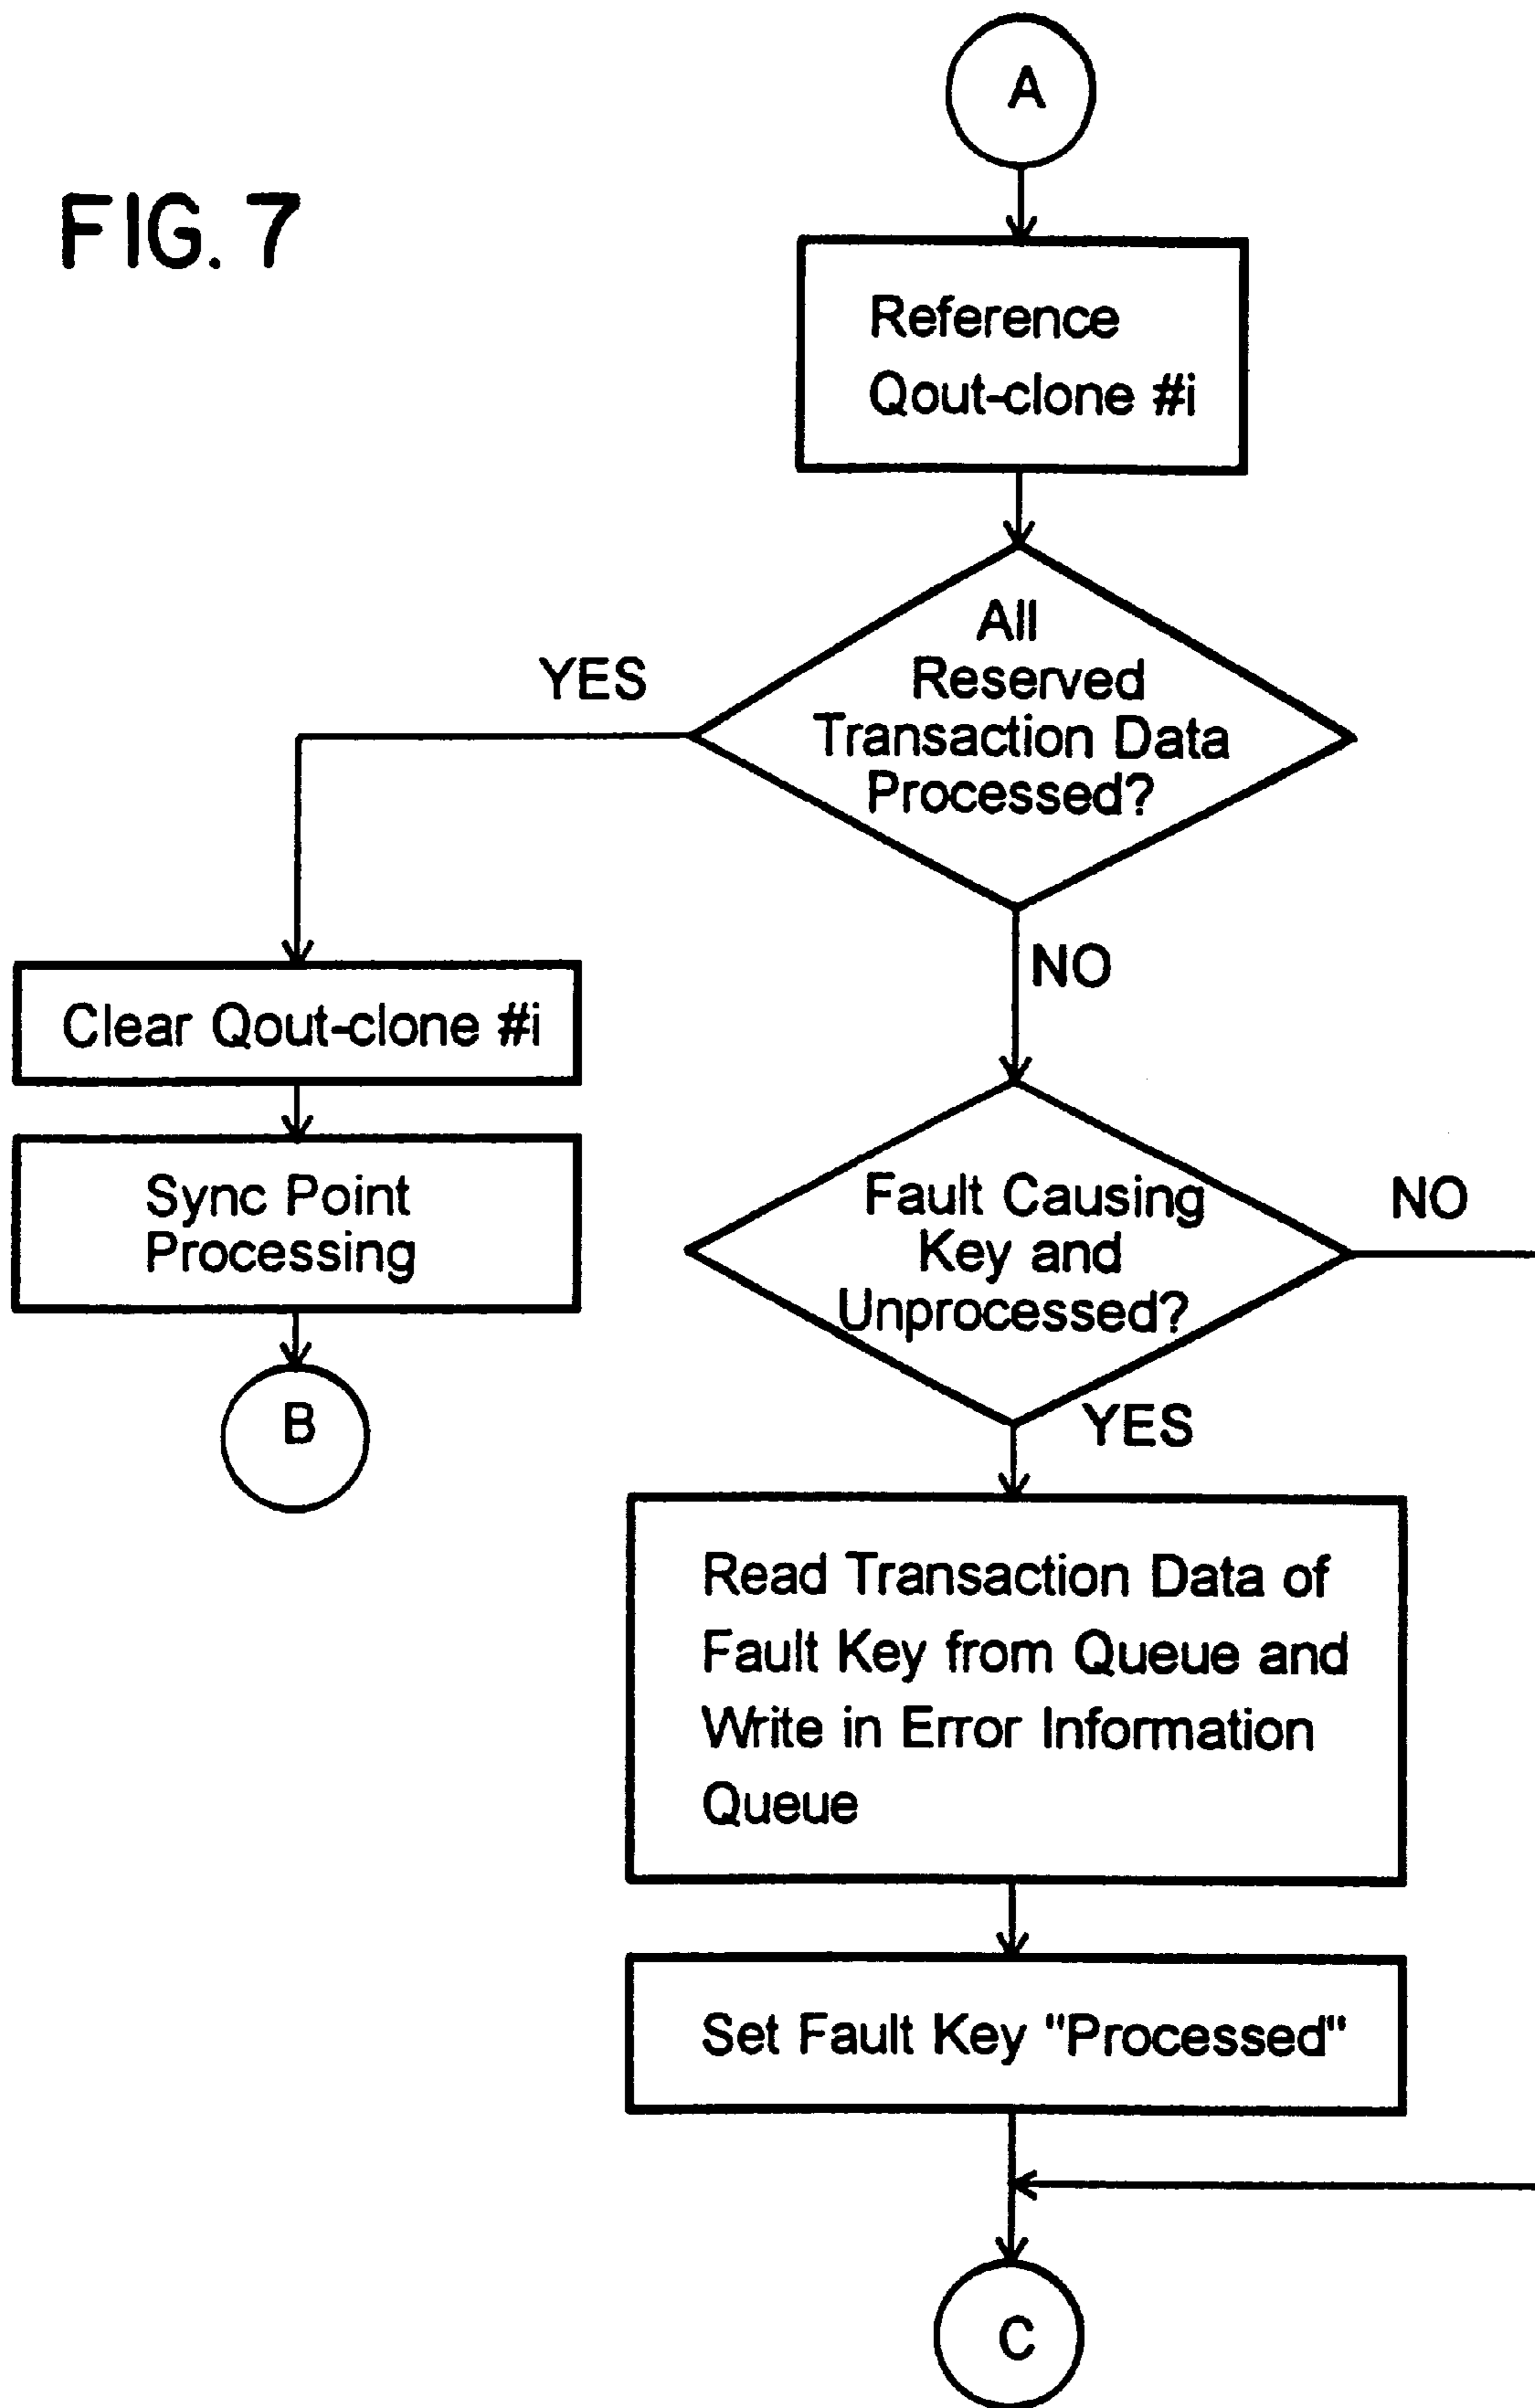 A
FIG. 7
Reference
Qout-clone #i
All
Reserved
Transaction Data
Processed?
YES
NO
Clear Qout-clone #i
Sync Point
Processing
B
Fault Causing
Key and
Unprocessed?
NO
YES
Read Transaction Data of
Fault Key from Queue and
Write in Error Information
Queue
Set Fault Key "Processed"
C